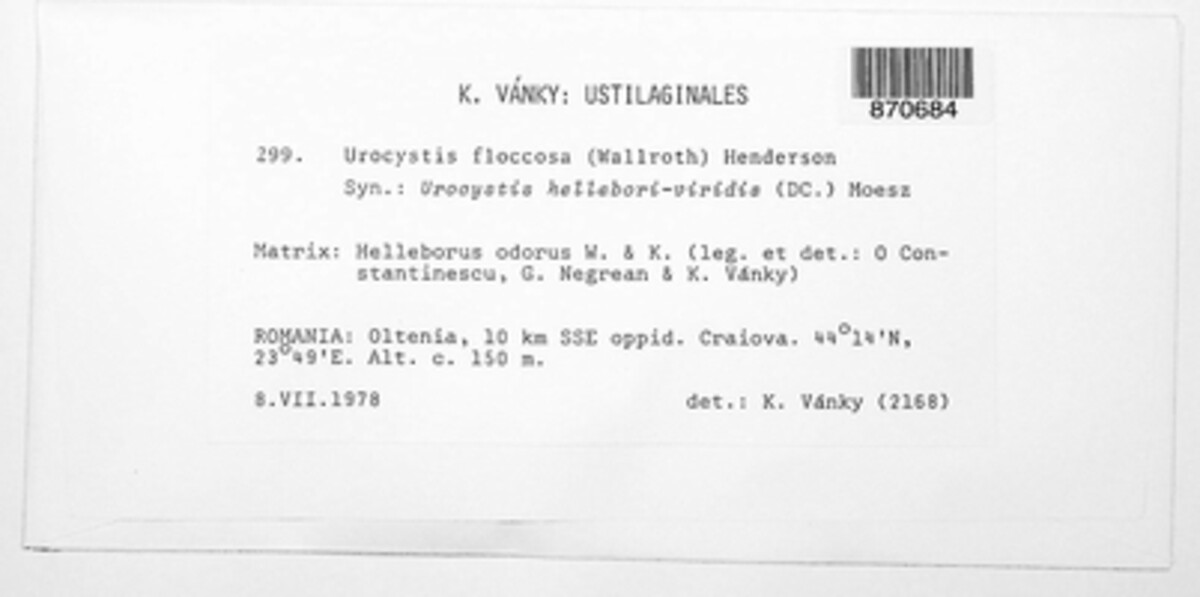 K. VÁNKY: USTILAGINALES
870684
299. Urocystis floccosa (Wallroth) Henderson
Syn.: Urocystis hellebori-viridis (DC.) Moesz
Matrix: Helleborus odorus W. & K. (leg. et det.: O Con-
stantinescu, G. Negrean & K. Vánky)
ROMANIA: Oltenia, 10 km SSE oppid. Craiova. 44°14'N,
23°49'E. Alt. c. 150 m.
8.VII.1978 det.: K. Vánky (2168)